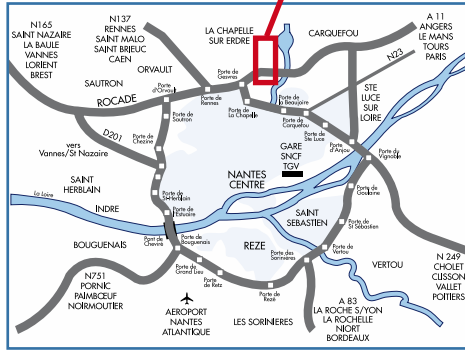 N165
SAINT NAZAIRE
LA BAULE
VANNES
LORIENT
BREST
N137
RENNES
SAINT MALO
SAINT BRIEUC
CAEN
LA CHAPELLE
SUR ERDRE
CARQUEFOU
A 11
ANGERS
LE MANS
TOURS
PARIS
N23
SAUTRON
ORVAULT
ROCADE
Porte
d'Orvault
Porte de
Rennes
Porte de
Gesvres
Porte de
La Chapelle
Porte de
la Beaujoire
Porte de
Carquefou
Porte de
Ste Luce
STE
LUCE
SUR
LOIRE
Porte
d'Anjou
Porte du
Vignoble
D201
Porte de
Sautron
Porte de
Chezine
vers
Vannes/St Nazaire
GARE
SNCF
TGV
NANTES
CENTRE
SAINT
HERBLAIN
Porte de
St Herblain
Porte de
Goulaine
La Loire
INDRE
Porte de
l'Estuaire
SAINT
SEBASTIEN
Porte de
St Sébastien
BOUGUENAIS
Pont de
Cheviré
Porte de
Bouguenais
REZE
Porte des
Sorinières
Porte de
Vertou
VERTOU
N 249
CHOLET
CLISSON
VALLET
POITIERS
N751
PORNIC
PAIMBŒUF
NOIRMOUTIER
Porte de
Grand Lieu
Porte
de Retz
Porte de
Rezé
AEROPORT
NANTES
ATLANTIQUE
LES SORINIERES
A 83
LA ROCHE S/YON
LA ROCHELLE
NIORT
BORDEAUX